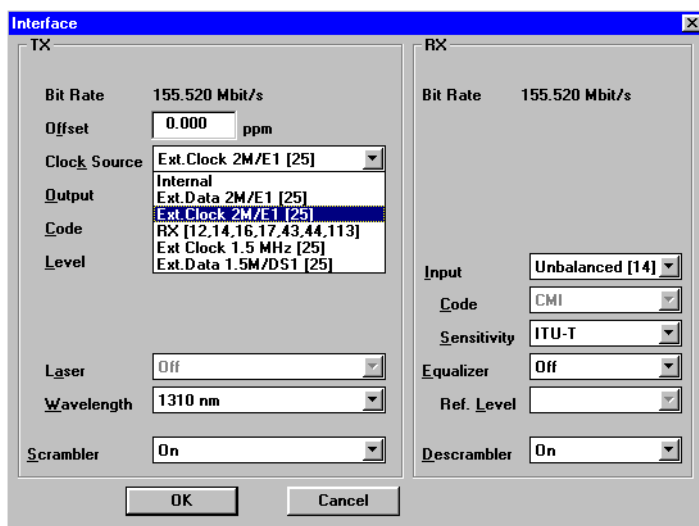 Interface
TX
Bit Rate 155.520 Mbit/s
Offset 0.000 ppm
Clock Source Ext.Clock 2M/E1 [25]
Internal
Output Ext.Data 2M/E1 [25]
Ext.Clock 2M/E1 [25]
Code RX [12,14,16,17,43,44,113]
Ext Clock 1.5 MHz [25]
Level Ext.Data 1.5M/DS1 [25]
Laser Off
Wavelength 1310 nm
Scrambler On
RX
Bit Rate 155.520 Mbit/s
Input Unbalanced [14]
Code CMI
Sensitivity ITU-T
Equalizer Off
Ref. Level
Descrambler On
OK Cancel